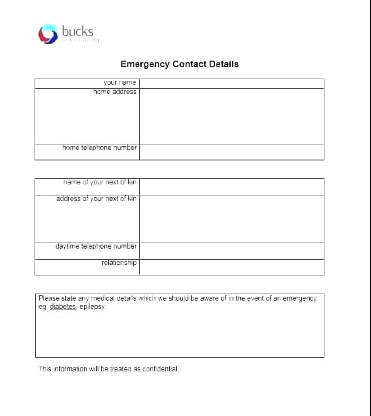 bucks
Emergency Contact Details
your name
home address
home telephone number
name of your next of kin
address of your next of kin
daytime telephone number
relationship
Please state any medical details which we should be aware of in the event of an emergency.
eg. diabetes, epilepsy.
This information will be treated as confidential